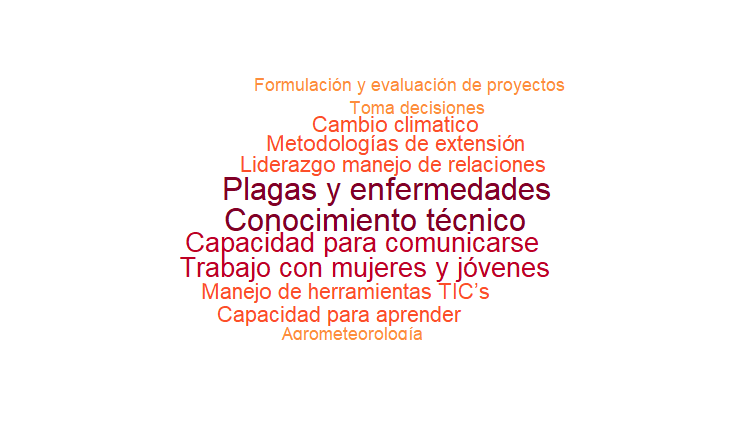 Formulación y evaluación de proyectos
Toma decisiones
Cambio climatico
Metodologías de extensión
Liderazgo manejo de relaciones
Plagas y enfermedades
Conocimiento técnico
Capacidad para comunicarse
Trabajo con mujeres y jóvenes
Manejo de herramientas TIC’s
Capacidad para aprender
Agrometeorología